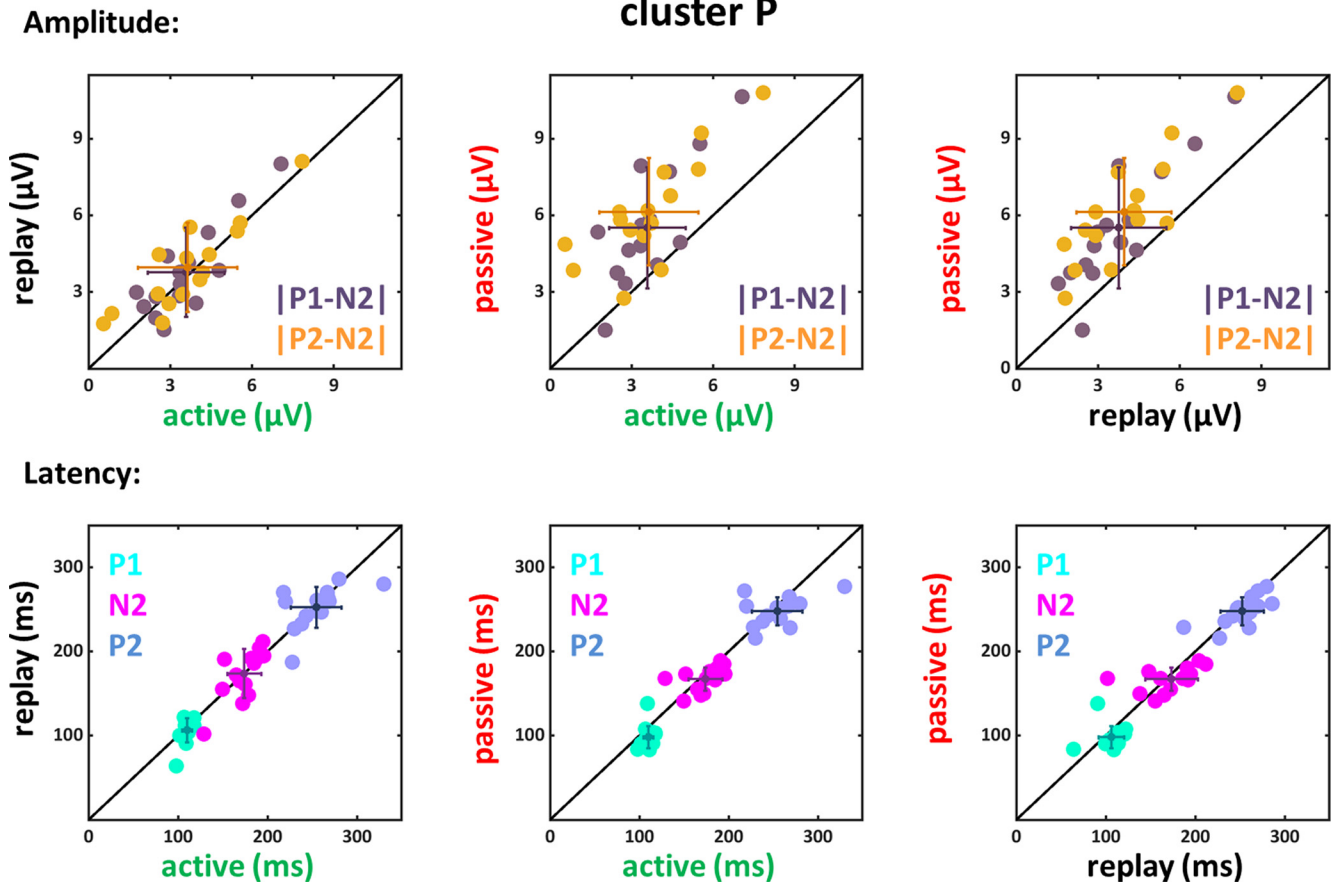 cluster P
Amplitude:
9
6
3
0
3
6
9
replay (µV)
active (µV)
|P1-N2|
|P2-N2|
9
6
3
0
3
6
9
passive (µV)
active (µV)
|P1-N2|
|P2-N2|
9
6
3
0
0
3
6
9
passive (µV)
replay (µV)
|P1-N2|
|P2-N2|
Latency:
300
200
100
0
100
200
300
replay (ms)
active (ms)
P1
N2
P2
300
200
100
0
100
200
300
passive (ms)
active (ms)
P1
N2
P2
300
200
100
0
100
200
300
passive (ms)
replay (ms)
P1
N2
P2